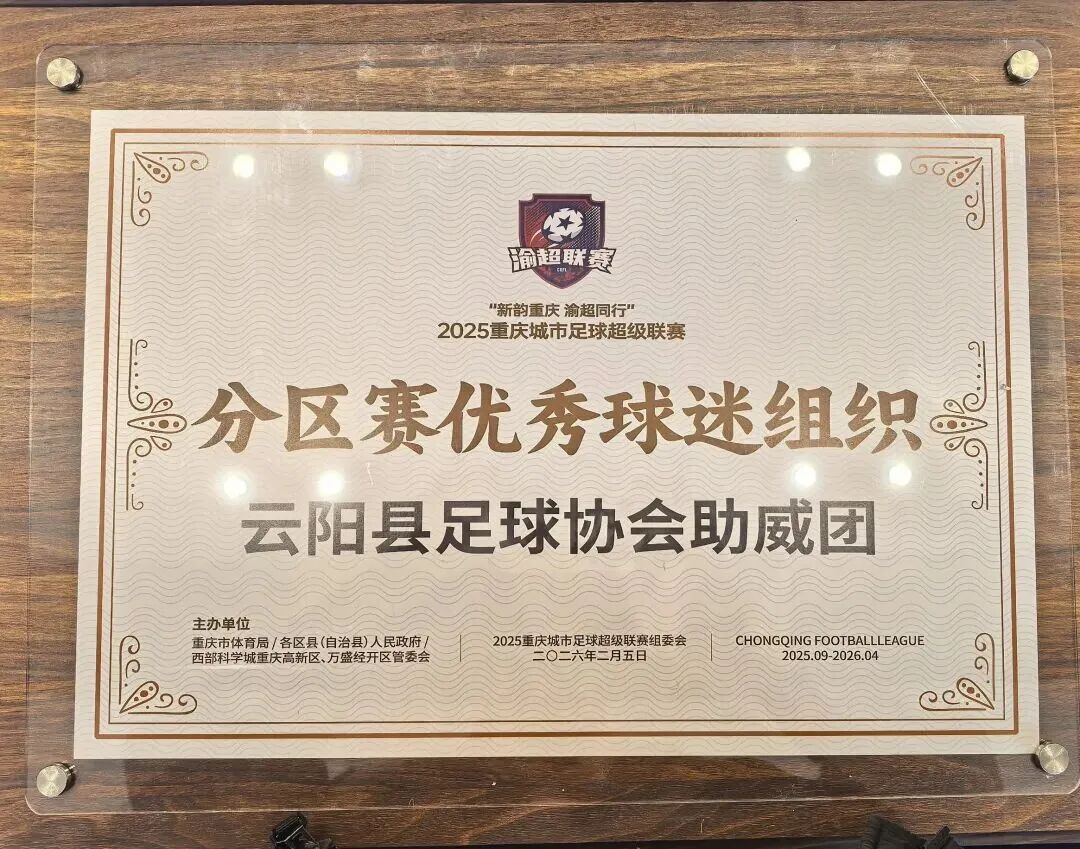 渝超联赛
"新韵重庆 渝超同行"
2025重庆城市足球超级联赛
分区赛优秀球迷组织
云阳县足球协会助威团
主办单位
重庆市体育局 / 各区县（自治县）人民政府 /
西部科学城重庆高新区、万盛经开区管委会
2025重庆城市足球超级联赛组委会
二〇二六年二月五日
CHONGQING FOOTBALLLEAGUE
2025.09-2026.04